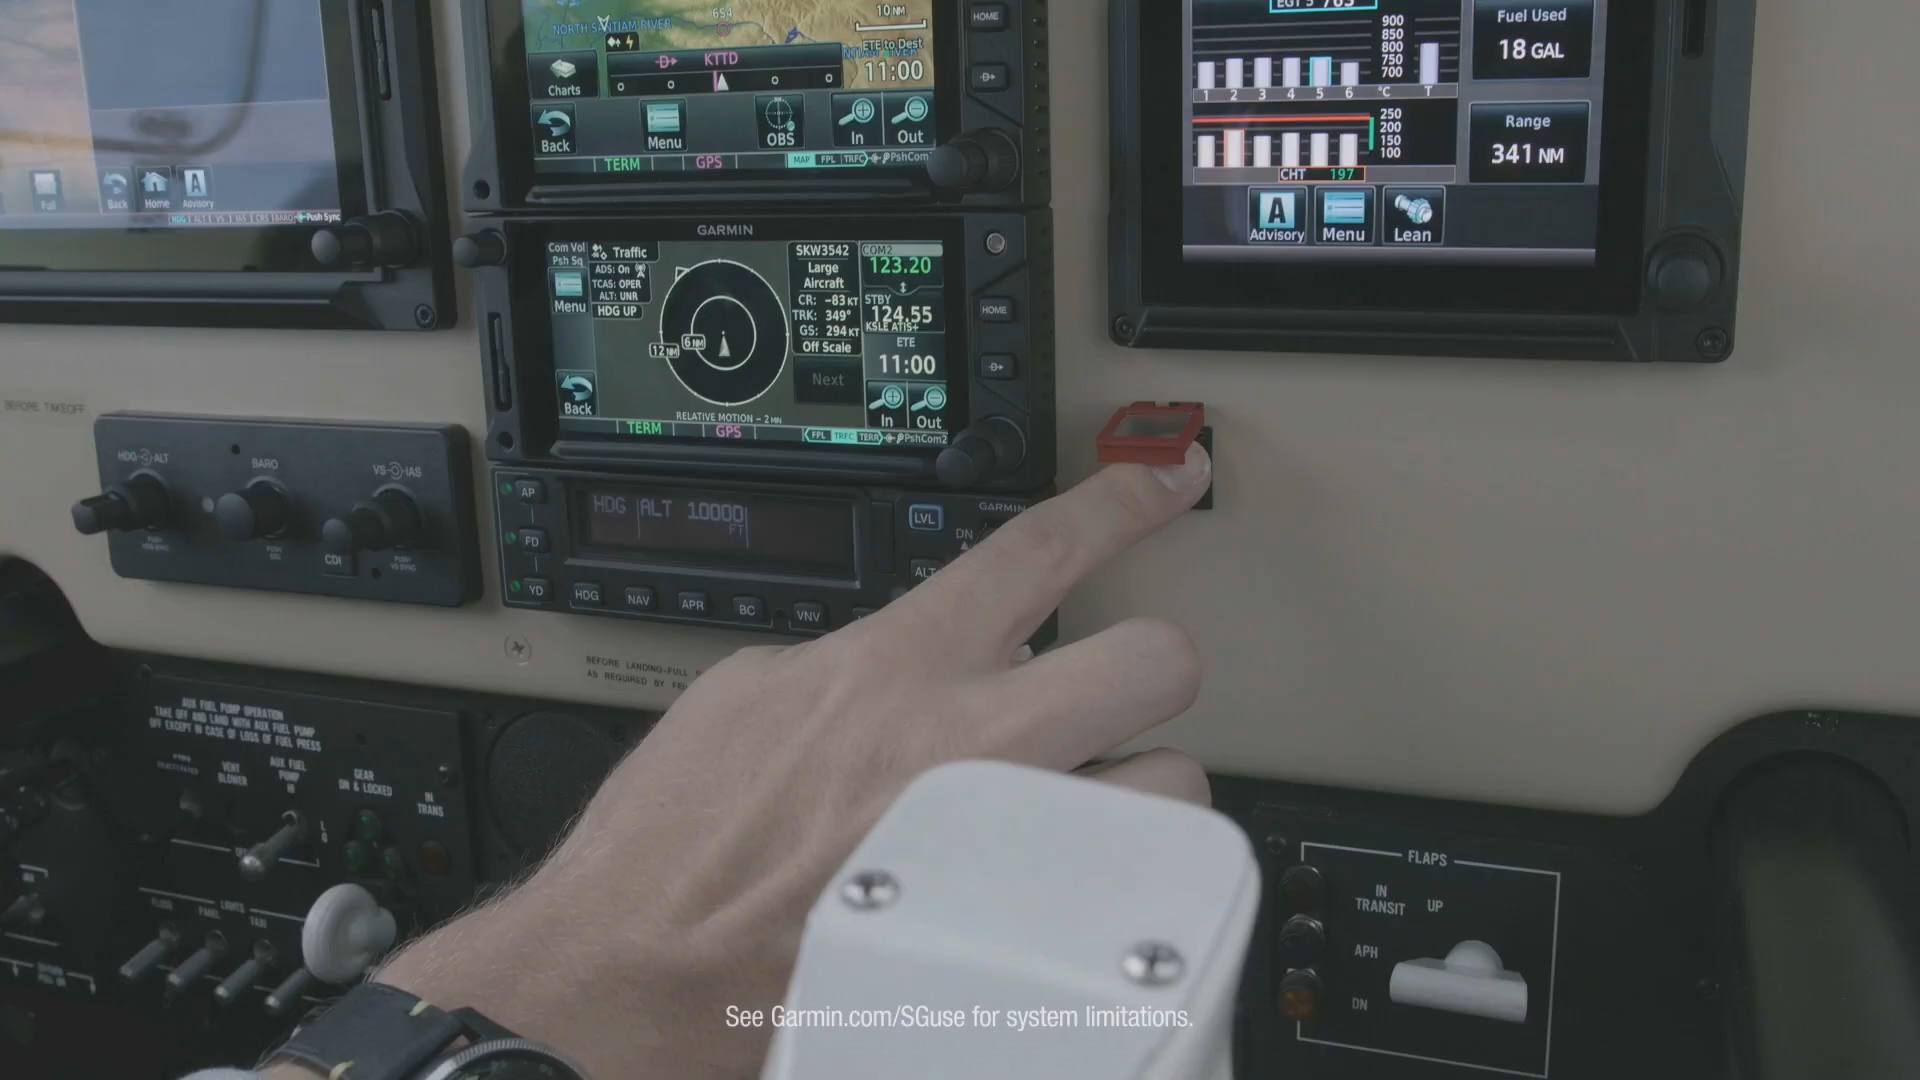 NORTH SANTIAM RIVER
654
10 NM
ETE to Dest
11:00
KTTD
Charts
Back
Menu
OBS
In
Out
TERM
GPS
MAP FPL TRFC PshCom
HOME
EGT 5 765
900
850
800
750
700
1 2 3 4 5 6 °C T
250
200
150
100
CHT 197
Fuel Used
18 GAL
Range
341 NM
Advisory
Menu
Lean
Full
Back
Home
Advisory
HDG ALT VS IAS CRS BARO Push Sync
GARMIN
Com Vol
Psh Sq
Menu
Back
Traffic
ADS: On
TCAS: OPER
ALT: UNR
HDG UP
12 NM
6 NM
RELATIVE MOTION - 2 MIN
SKW3542
Large
Aircraft
CR: -83 KT
TRK: 349°
GS: 294 KT
Off Scale
Next
COM2
123.20
STBY
124.55
KSLE ATIS+
ETE
11:00
In
Out
TERM
GPS
FPL TRFC TERR PshCom2
HOME
BEFORE TAKEOFF
HDG ALT
BARO
VS IAS
CDI
AP
FD
YD
HDG ALT 10000
FT
LVL
GARMIN
DN
ALT
HDG
NAV
APR
BC
VNV
BEFORE LANDING-FULL
AS REQUIRED BY
AUX FUEL PUMP OPERATION
TAKE OFF AND LAND WITH AUX FUEL PUMP
OFF EXCEPT IN CASE OF LOSS OF FUEL PRESS
VENT
BLOWER
AUX FUEL
PUMP
HI
L
O
GEAR
DN & LOCKED
IN
TRANS
LIGHTS
PANEL
TAXI
FLAPS
IN
TRANSIT
UP
APH
DN
See Garmin.com/SGuse for system limitations.